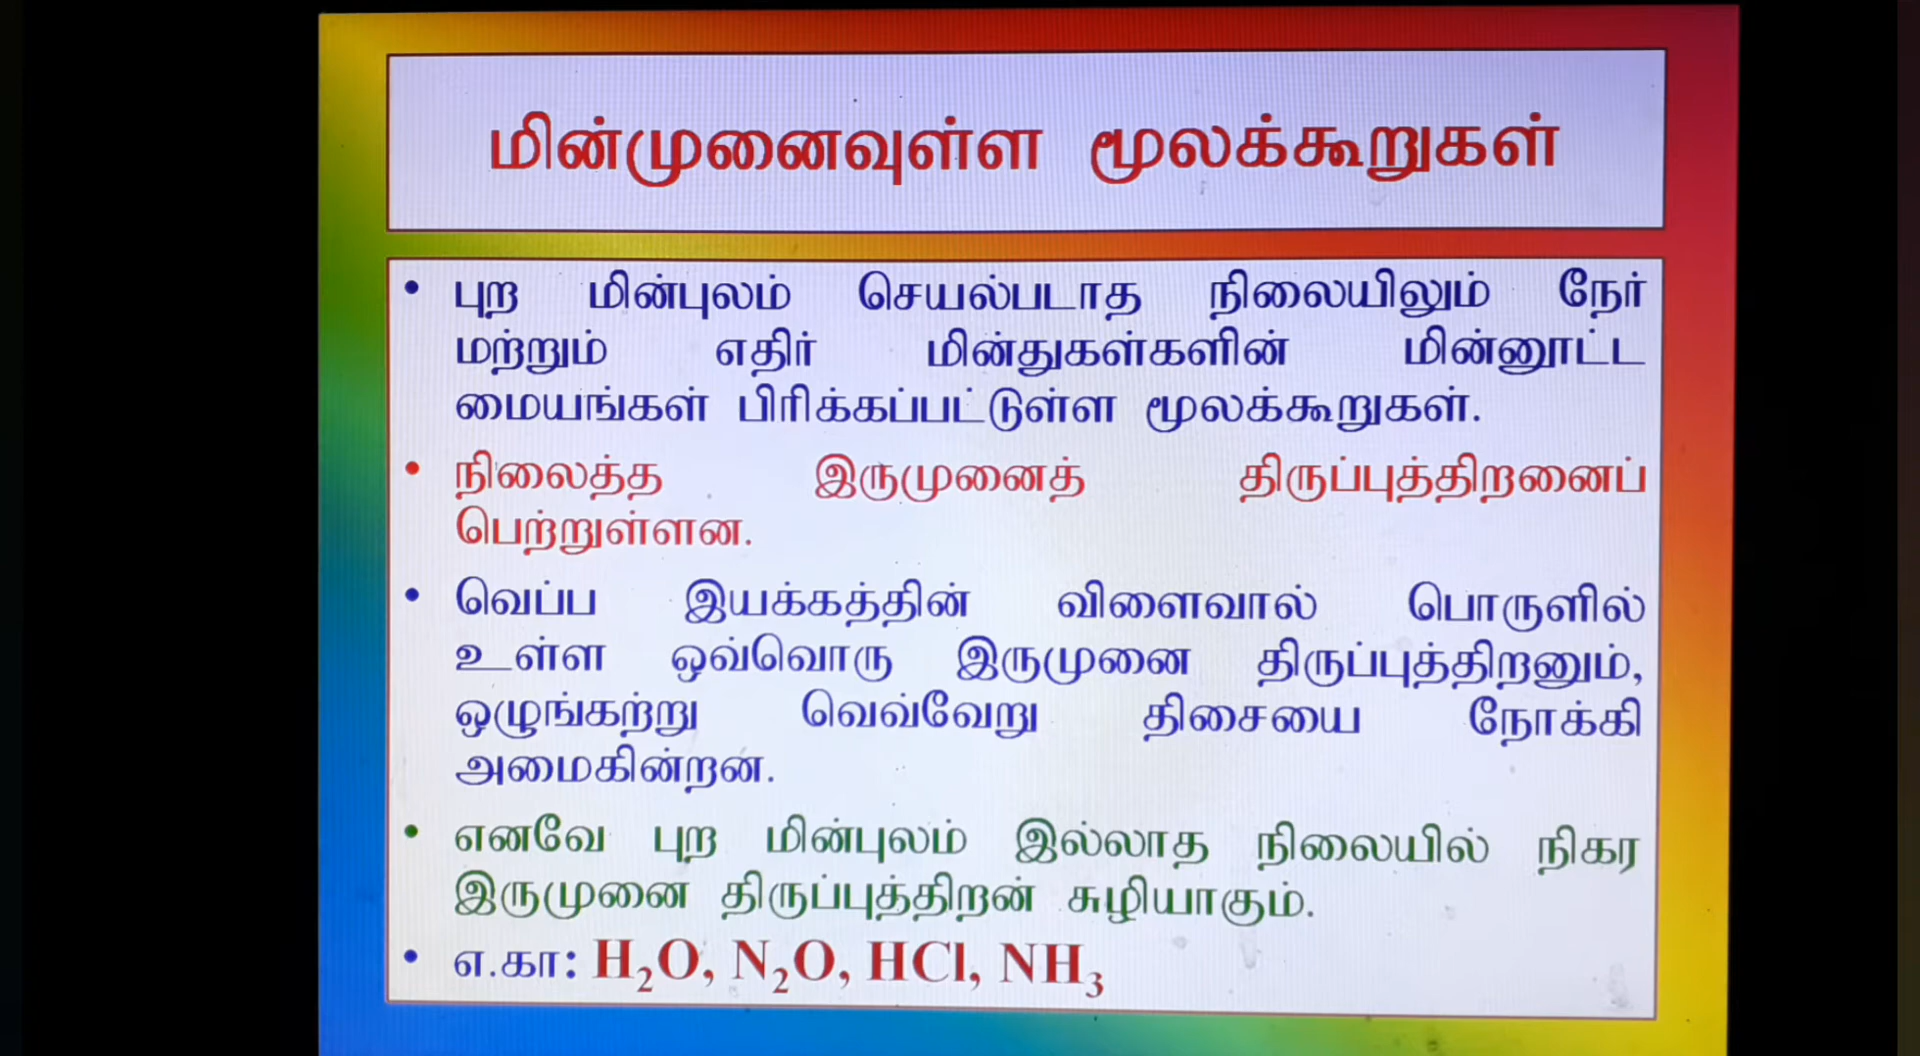 மின்முனைவுள்ள மூலக்கூறுகள்
• புற மின்புலம் செயல்படாத நிலையிலும் நேர்
மற்றும் எதிர் மின்துகள்களின் மின்னூட்ட
மையங்கள் பிரிக்கப்பட்டுள்ள மூலக்கூறுகள்.
• நிலைத்த இருமுனைத் திருப்புத்திறனைப்
பெற்றுள்ளன.
• வெப்ப இயக்கத்தின் விளைவால் பொருளில்
உள்ள ஒவ்வொரு இருமுனை திருப்புத்திறனும்,
ஒழுங்கற்று வெவ்வேறு திசையை நோக்கி
அமைகின்றன.
• எனவே புற மின்புலம் இல்லாத நிலையில் நிகர
இருமுனை திருப்புத்திறன் சுழியாகும்.
• எ.கா: H₂O, N₂O, HCl, NH₃